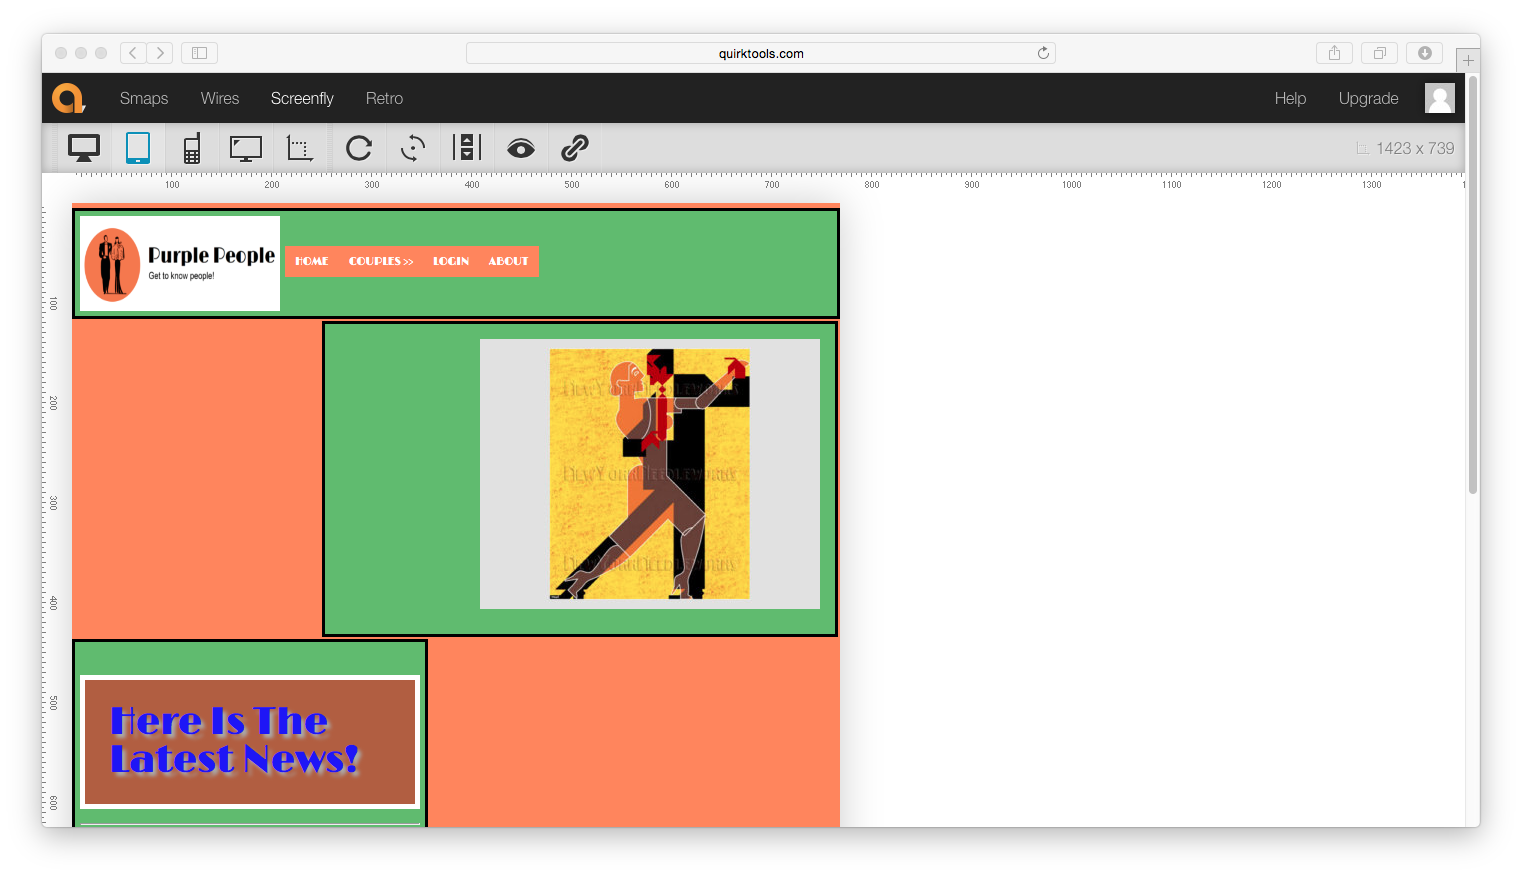 quirktools.com
Smaps Wires Screenfly Retro Help Upgrade
1423 x 739
100 200 300 400 500 600 700 800 900 1000 1100 1200 1300 1
Purple People
Get to know people!
HOME COUPLES >> LOGIN ABOUT
100
200
300
400
500
600
Here Is The
Latest News!